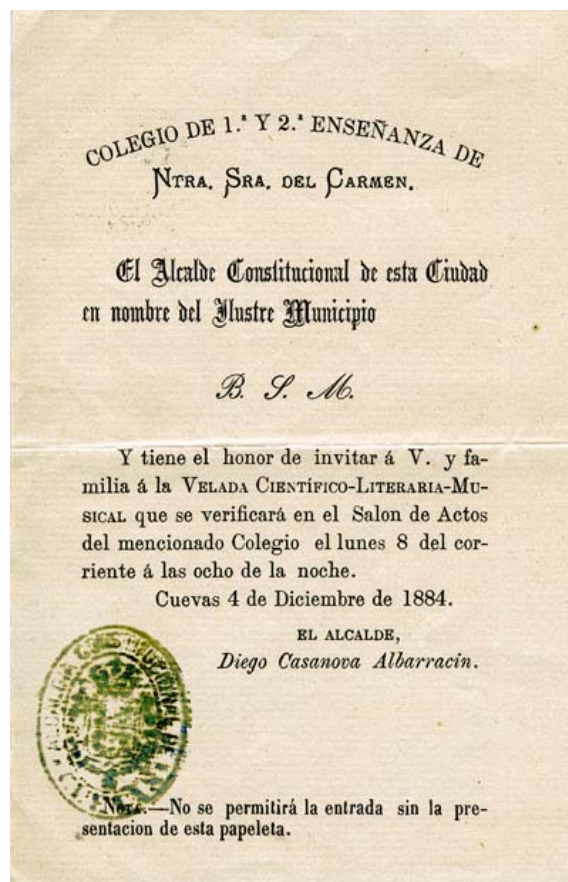 COLEGIO DE 1.ª Y 2.ª ENSEÑANZA DE
NTRA. SRA. DEL CARMEN.
El Alcalde Constitucional de esta Ciudad
en nombre del Ilustre Municipio
B. S. M.
Y tiene el honor de invitar á V. y fa-
milia á la VELADA CIENTÍFICO-LITERARIA-MU-
SICAL que se verificará en el Salon de Actos
del mencionado Colegio el lunes 8 del cor-
riente á las ocho de la noche.
Cuevas 4 de Diciembre de 1884.
EL ALCALDE,
Diego Casanova Albarracin.
NOTA.—No se permitirá la entrada sin la pre-
sentacion de esta papeleta.